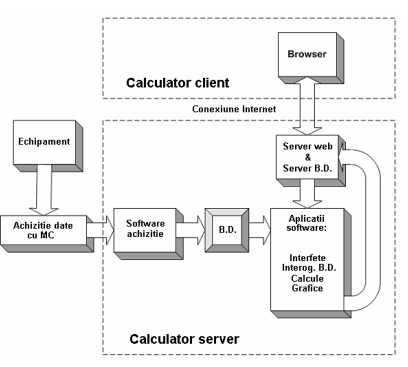 Browser
Calculator client
Conexiune Internet
Echipament
Server web
&
Server B.D.
Achizitie date
cu MC
Software
achizitie
B.D.
Aplicatii
software:
Interfete
Interog. B.D.
Calcule
Grafice
Calculator server